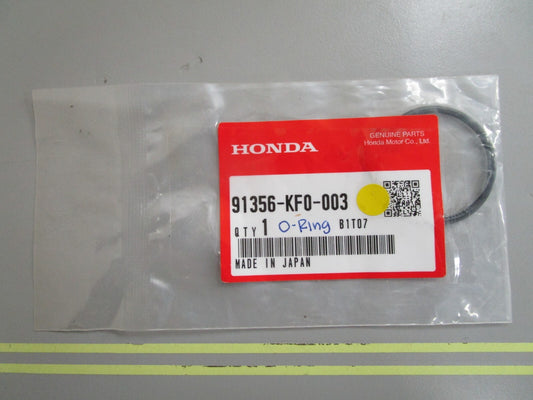 GENUINE PARTS
HONDA Honda Motor Co., Ltd.
91356-KF0-003
QTY 1 O-Ring B1T07
MADE IN JAPAN